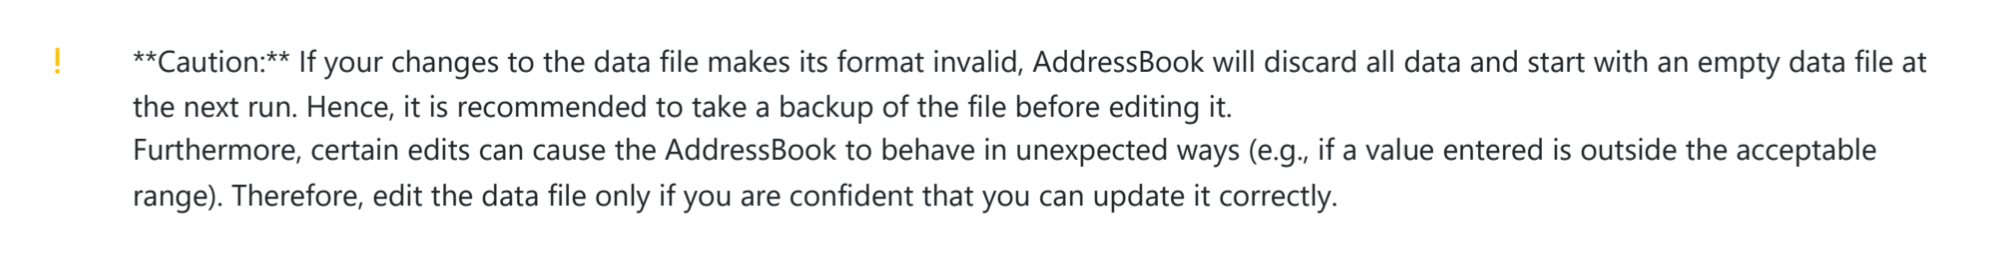 ! **Caution:** If your changes to the data file makes its format invalid, AddressBook will discard all data and start with an empty data file at
the next run. Hence, it is recommended to take a backup of the file before editing it.
Furthermore, certain edits can cause the AddressBook to behave in unexpected ways (e.g., if a value entered is outside the acceptable
range). Therefore, edit the data file only if you are confident that you can update it correctly.